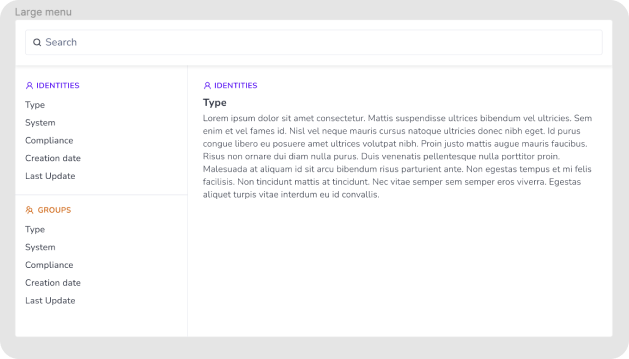 Large menu
Search
IDENTITIES
Type
System
Compliance
Creation date
Last Update
GROUPS
Type
System
Compliance
Creation date
Last Update
IDENTITIES
Type
Lorem ipsum dolor sit amet consectetur. Mattis suspendisse ultrices bibendum vel ultricies. Sem
enim et vel fames id. Nisl vel neque mauris cursus natoque ultricies donec nibh eget. Id purus
congue libero eu posuere amet ultrices volutpat nibh. Proin justo mattis augue mauris faucibus.
Risus non ornare dui diam nulla purus. Duis venenatis pellentesque nulla porttitor proin.
Malesuada at aliquam id sit arcu bibendum risus parturient ante. Non egestas tempus et mi felis
facilisis. Non tincidunt mattis at tincidunt. Nec vitae semper sem semper eros viverra. Egestas
aliquet turpis vitae interdum eu id convallis.